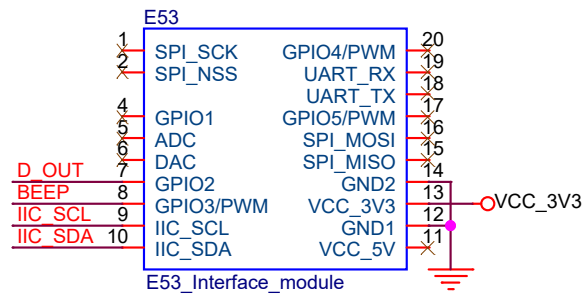 E53
1 SPI_SCK GPIO4/PWM 20
2 SPI_NSS UART_RX 19
UART_TX 18
4 GPIO1 GPIO5/PWM 17
5 ADC SPI_MOSI 16
6 DAC SPI_MISO 15
D_OUT 7 GPIO2 GND2 14
BEEP 8 GPIO3/PWM VCC_3V3 13 VCC_3V3
IIC_SCL 9 IIC_SCL GND1 12
IIC_SDA 10 IIC_SDA VCC_5V 11
E53_Interface_module